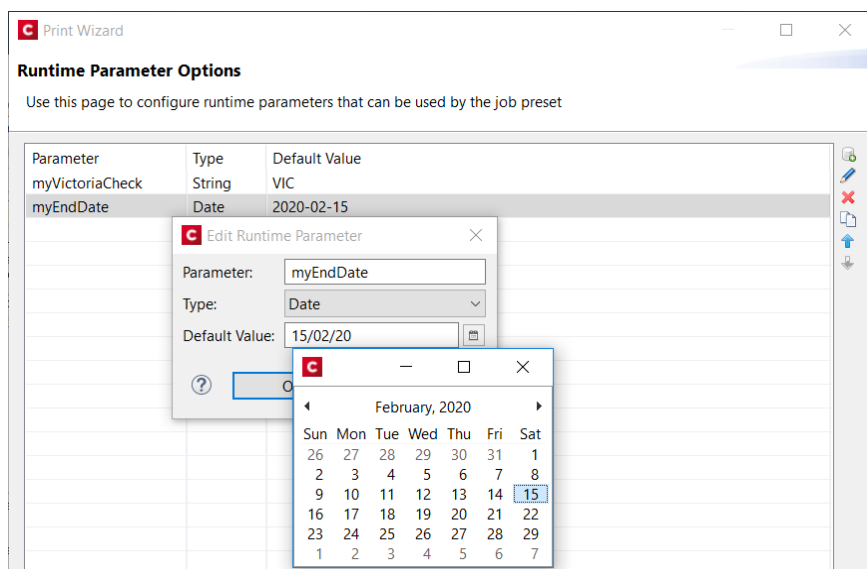 Print Wizard
Runtime Parameter Options
Use this page to configure runtime parameters that can be used by the job preset
Parameter Type Default Value
myVictoriaCheck String VIC
myEndDate Date 2020-02-15
Edit Runtime Parameter
Parameter: myEndDate
Type: Date
Default Value: 15/02/20
February, 2020
Sun Mon Tue Wed Thu Fri Sat
26 27 28 29 30 31 1
2 3 4 5 6 7 8
9 10 11 12 13 14 15
16 17 18 19 20 21 22
23 24 25 26 27 28 29
1 2 3 4 5 6 7